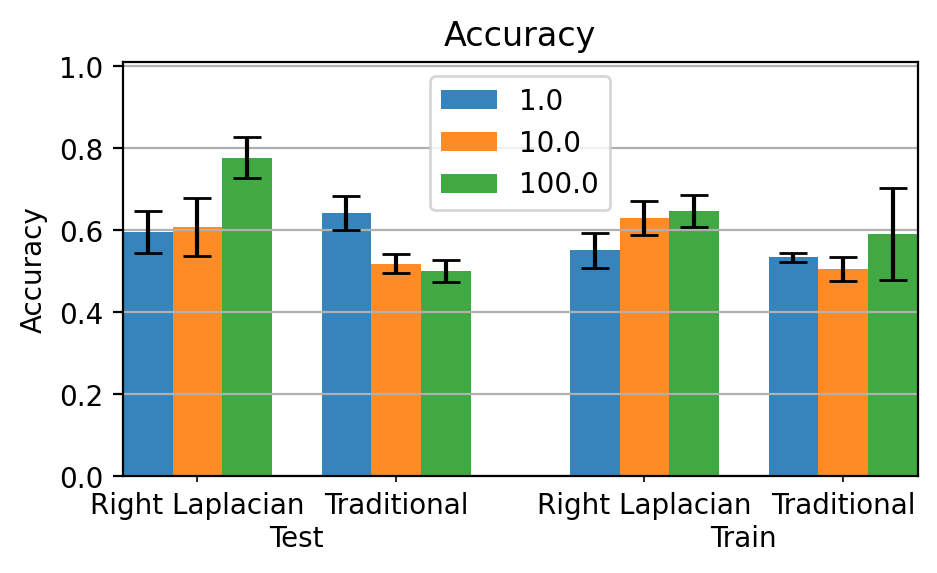 Accuracy
1.0
0.8
0.6
0.4
0.2
0.0
Accuracy
1.0
10.0
100.0
Right Laplacian Traditional Right Laplacian Traditional
Test Train